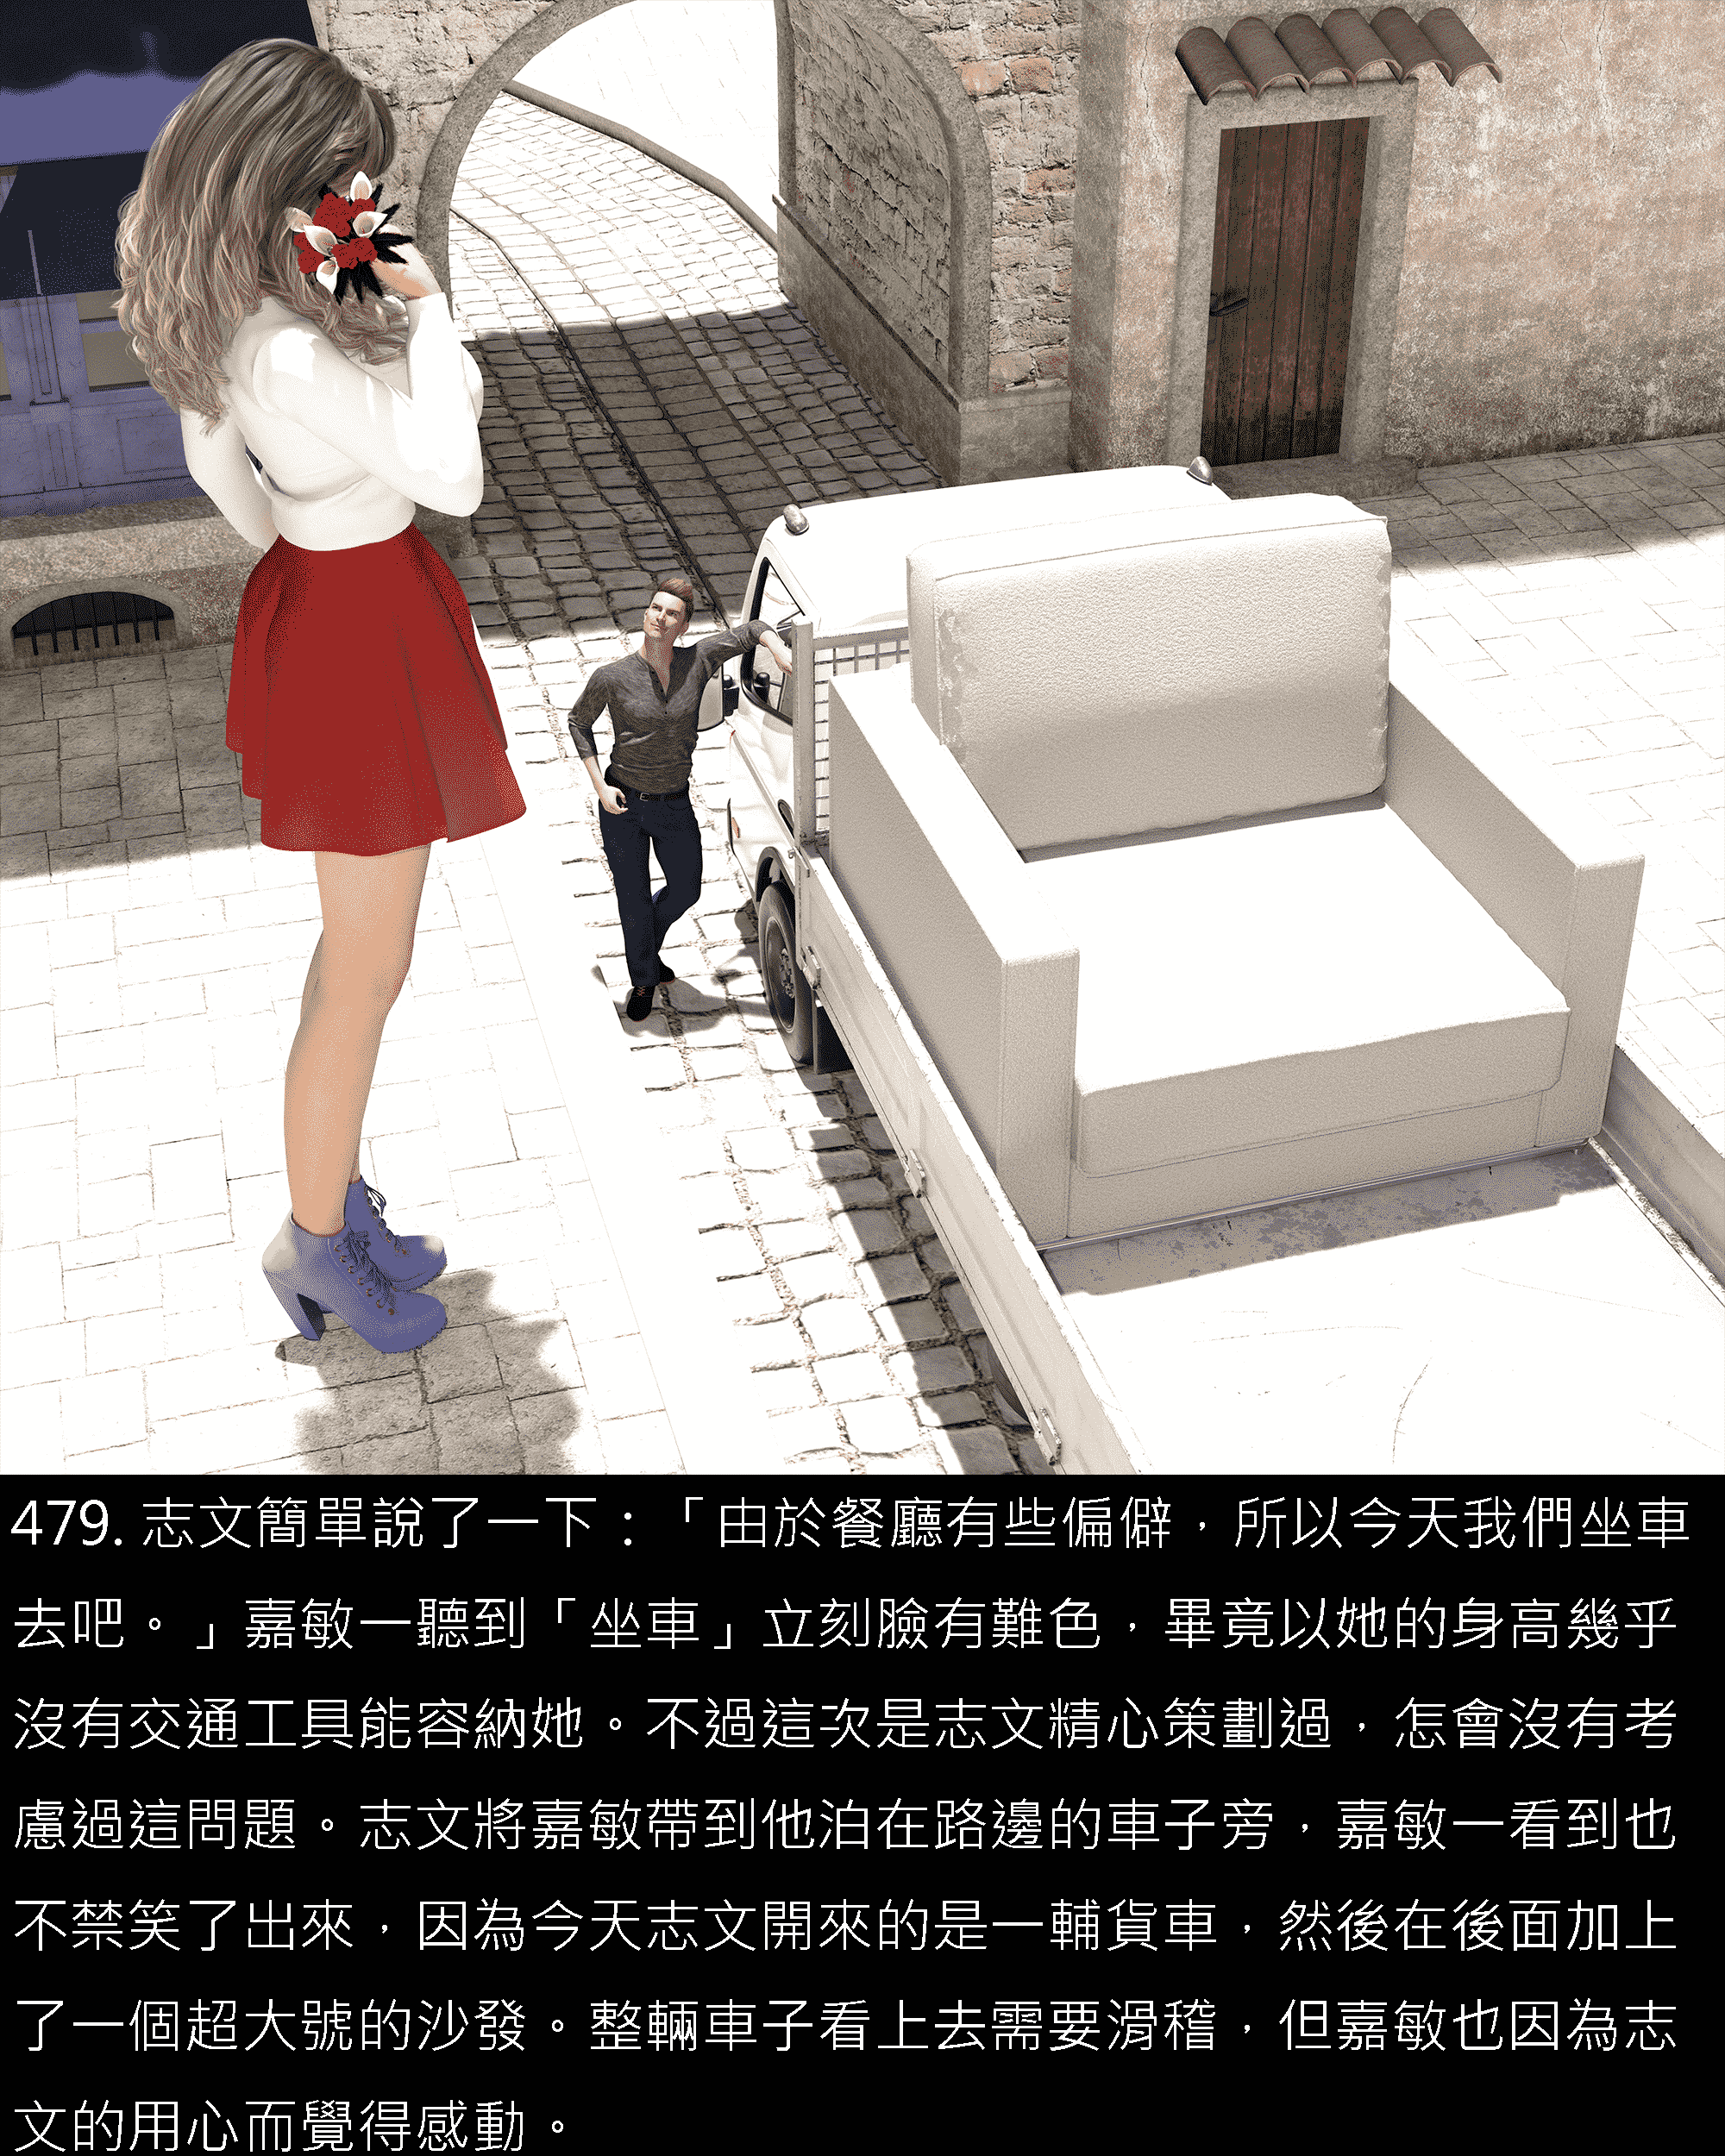 479. 志文簡單說了一下：「由於餐廳有些偏僻，所以今天我們坐車
去吧。」嘉敏一聽到「坐車」立刻臉有難色，畢竟以她的身高幾乎
沒有交通工具能容納她。不過這次是志文精心策劃過，怎會沒有考
慮過這問題。志文將嘉敏帶到他泊在路邊的車子旁，嘉敏一看到也
不禁笑了出來，因為今天志文開來的是一輔貨車，然後在後面加上
了一個超大號的沙發。整輛車子看上去需要滑稽，但嘉敏也因為志
文的用心而覺得感動。